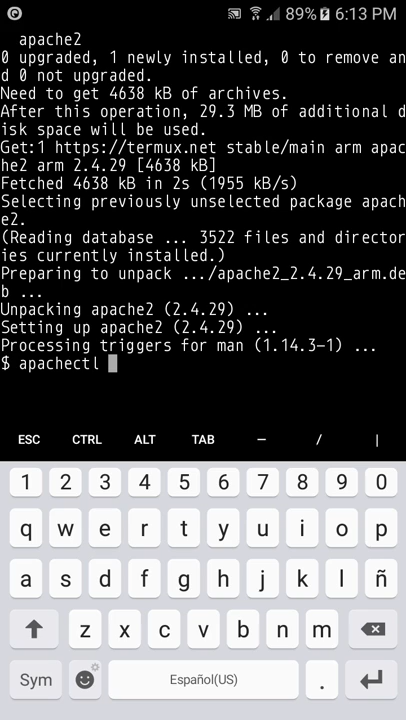 89% 6:13 PM
apache2
0 upgraded, 1 newly installed, 0 to remove an
d 0 not upgraded.
Need to get 4638 kB of archives.
After this operation, 29.3 MB of additional d
isk space will be used.
Get:1 https://termux.net stable/main arm apac
he2 arm 2.4.29 [4638 kB]
Fetched 4638 kB in 2s (1955 kB/s)
Selecting previously unselected package apach
e2.
(Reading database ... 3522 files and director
ies currently installed.)
Preparing to unpack .../apache2_2.4.29_arm.de
b ...
Unpacking apache2 (2.4.29) ...
Setting up apache2 (2.4.29) ...
Processing triggers for man (1.14.3-1) ...
$ apachectl
ESC CTRL ALT TAB — / |
1 2 3 4 5 6 7 8 9 0
q w e r t y u i o p
a s d f g h j k l ñ
z x c v b n m
Sym Español(US) .